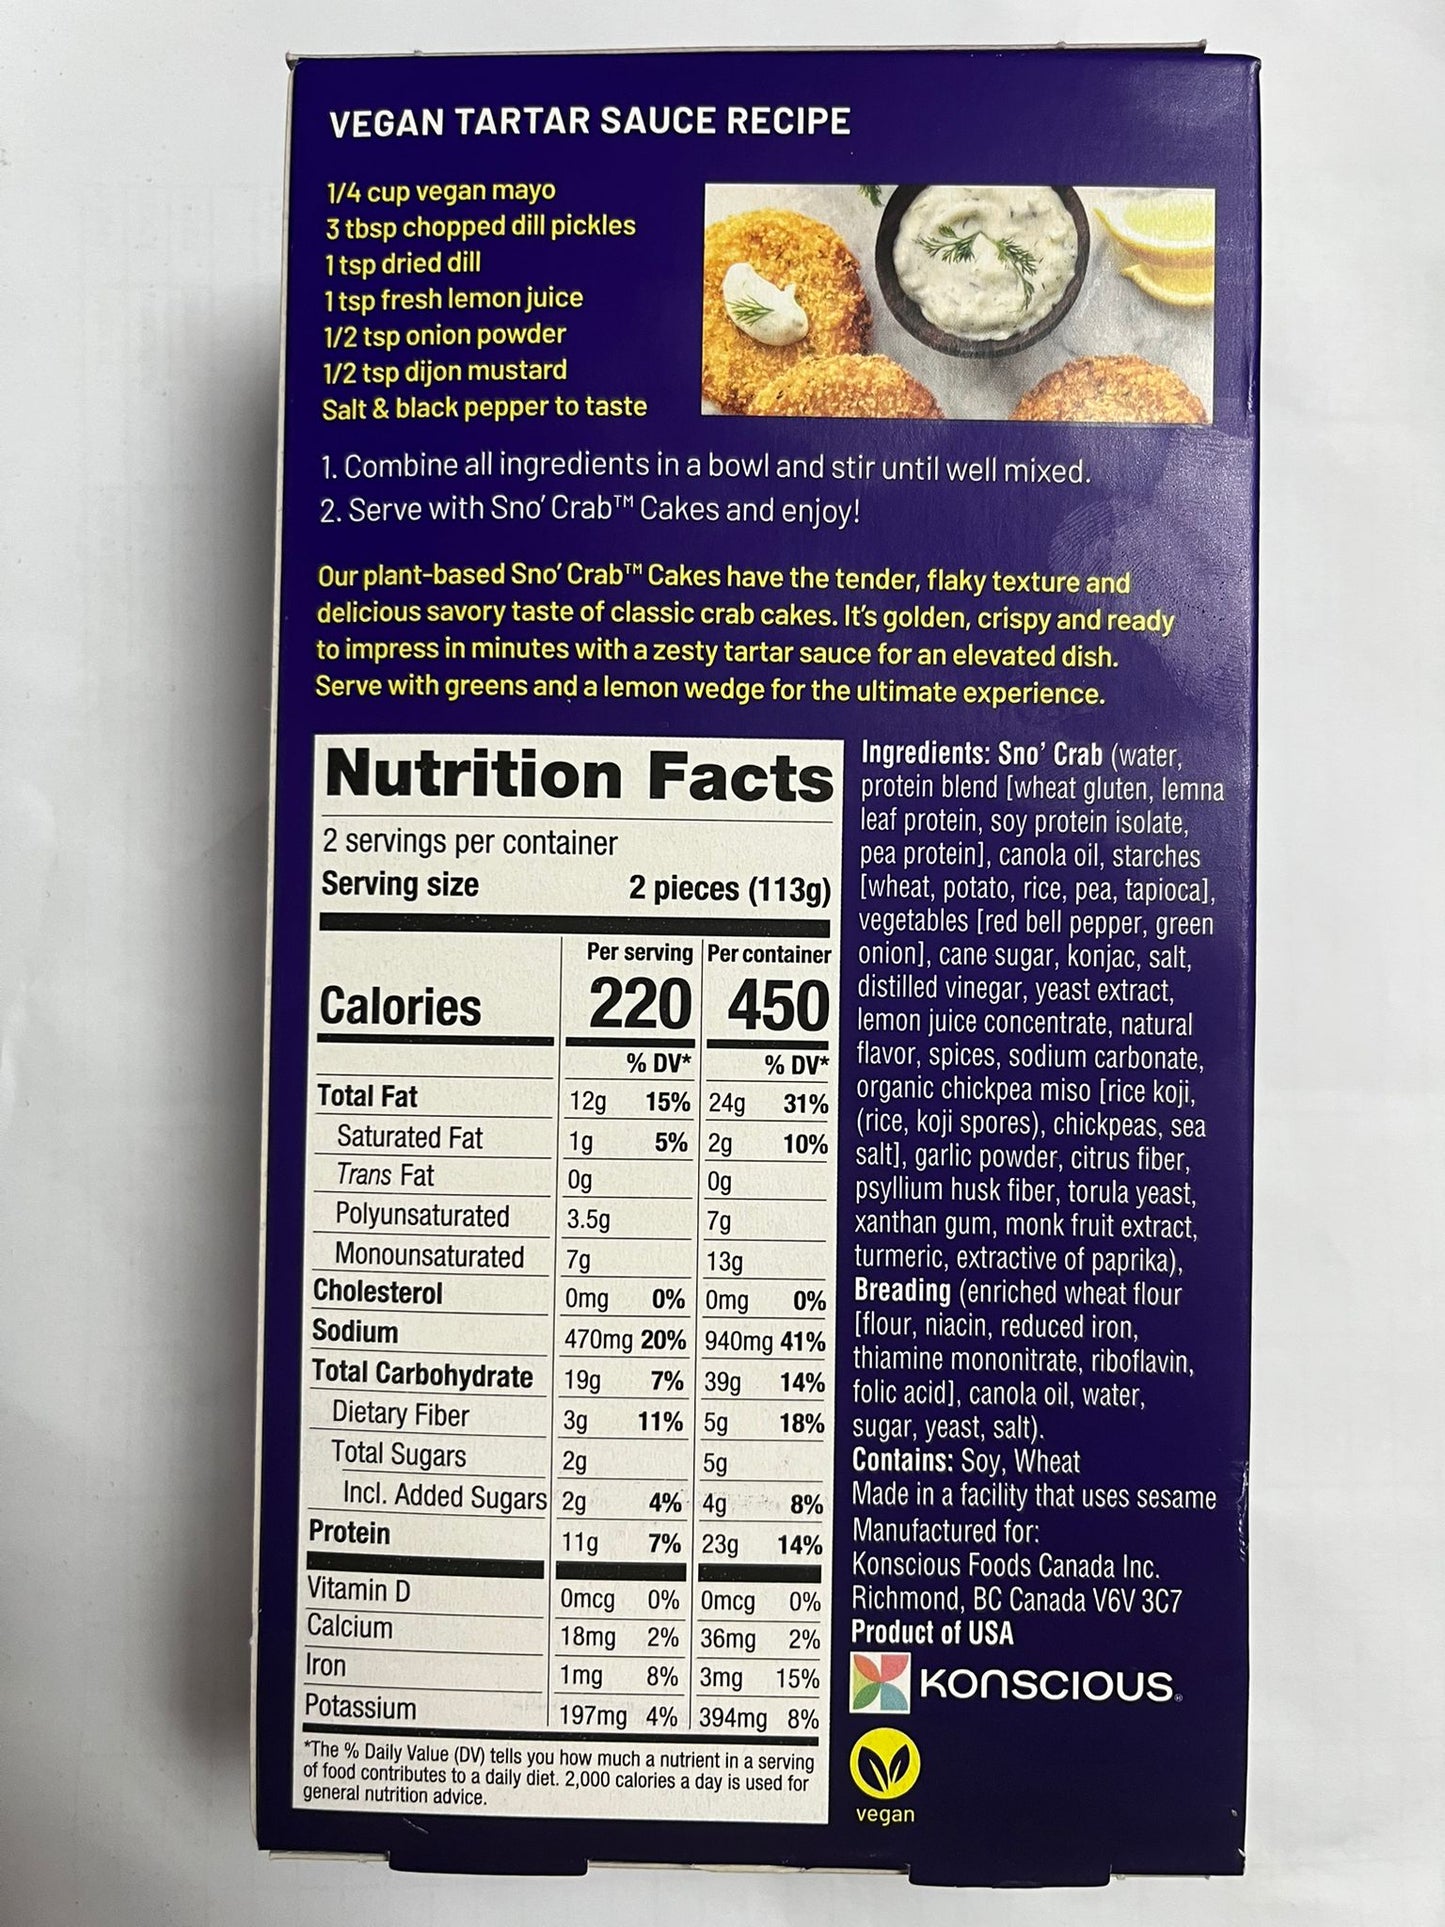 VEGAN TARTAR SAUCE RECIPE
1/4 cup vegan mayo
3 tbsp chopped dill pickles
1 tsp dried dill
1 tsp fresh lemon juice
1/2 tsp onion powder
1/2 tsp dijon mustard
Salt & black pepper to taste
1. Combine all ingredients in a bowl and stir until well mixed.
2. Serve with Sno' Crab™ Cakes and enjoy!
Our plant-based Sno' Crab™ Cakes have the tender, flaky texture and
delicious savory taste of classic crab cakes. It's golden, crispy and ready
to impress in minutes with a zesty tartar sauce for an elevated dish.
Serve with greens and a lemon wedge for the ultimate experience.
Nutrition Facts
2 servings per container
Serving size 2 pieces (113g)
Per serving Per container
Calories 220 450
% DV* % DV*
Total Fat 12g 15% 24g 31%
Saturated Fat 1g 5% 2g 10%
Trans Fat 0g 0g
Polyunsaturated 3.5g 7g
Monounsaturated 7g 13g
Cholesterol 0mg 0% 0mg 0%
Sodium 470mg 20% 940mg 41%
Total Carbohydrate 19g 7% 39g 14%
Dietary Fiber 3g 11% 5g 18%
Total Sugars 2g 5g
Incl. Added Sugars 2g 4% 4g 8%
Protein 11g 7% 23g 14%
Vitamin D 0mcg 0% 0mcg 0%
Calcium 18mg 2% 36mg 2%
Iron 1mg 8% 3mg 15%
Potassium 197mg 4% 394mg 8%
*The % Daily Value (DV) tells you how much a nutrient in a serving
of food contributes to a daily diet. 2,000 calories a day is used for
general nutrition advice.
Ingredients: Sno' Crab (water,
protein blend [wheat gluten, lemna
leaf protein, soy protein isolate,
pea protein], canola oil, starches
[wheat, potato, rice, pea, tapioca],
vegetables [red bell pepper, green
onion], cane sugar, konjac, salt,
distilled vinegar, yeast extract,
lemon juice concentrate, natural
flavor, spices, sodium carbonate,
organic chickpea miso [rice koji,
(rice, koji spores), chickpeas, sea
salt], garlic powder, citrus fiber,
psyllium husk fiber, torula yeast,
xanthan gum, monk fruit extract,
turmeric, extractive of paprika),
Breading (enriched wheat flour
[flour, niacin, reduced iron,
thiamine mononitrate, riboflavin,
folic acid], canola oil, water,
sugar, yeast, salt).
Contains: Soy, Wheat
Made in a facility that uses sesame
Manufactured for:
Konscious Foods Canada Inc.
Richmond, BC Canada V6V 3C7
Product of USA
KONSCIOUS®
vegan